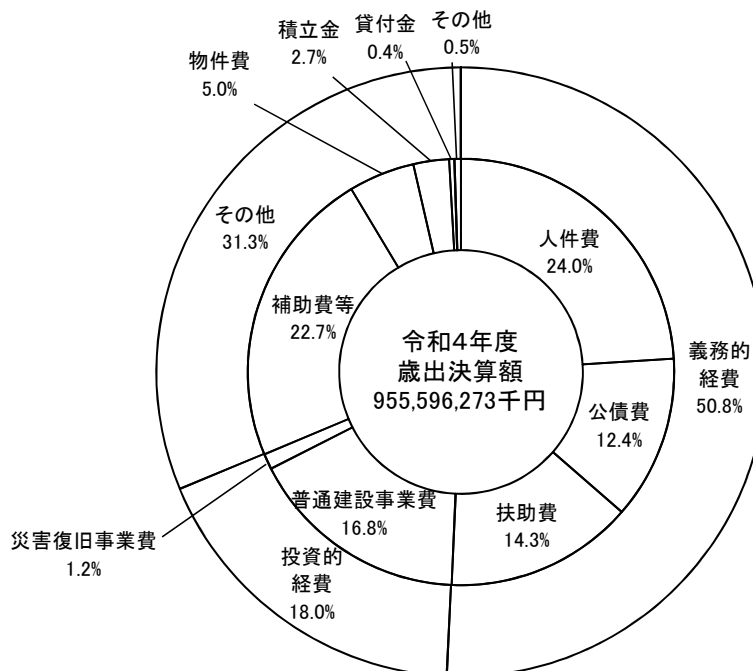 積立金
2.7%
貸付金
0.4%
その他
0.5%
物件費
5.0%
その他
31.3%
人件費
24.0%
補助費等
22.7%
令和4年度
歳出決算額
955,596,273千円
義務的
経費
50.8%
公債費
12.4%
普通建設事業費
16.8%
扶助費
14.3%
災害復旧事業費
1.2%
投資的
経費
18.0%